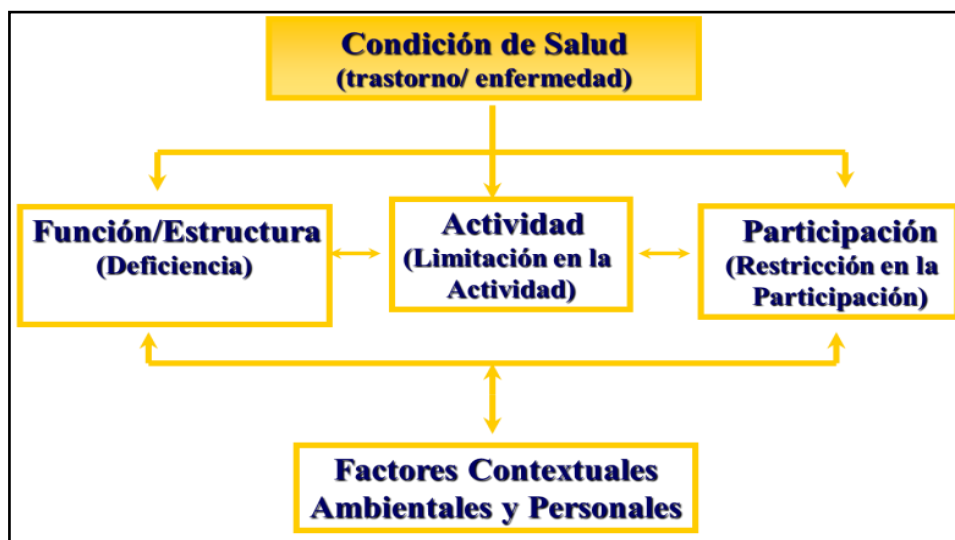 Condición de Salud
(trastorno/ enfermedad)
Función/Estructura
(Deficiencia)
Actividad
(Limitación en la
Actividad)
Participación
(Restricción en la
Participación)
Factores Contextuales
Ambientales y Personales